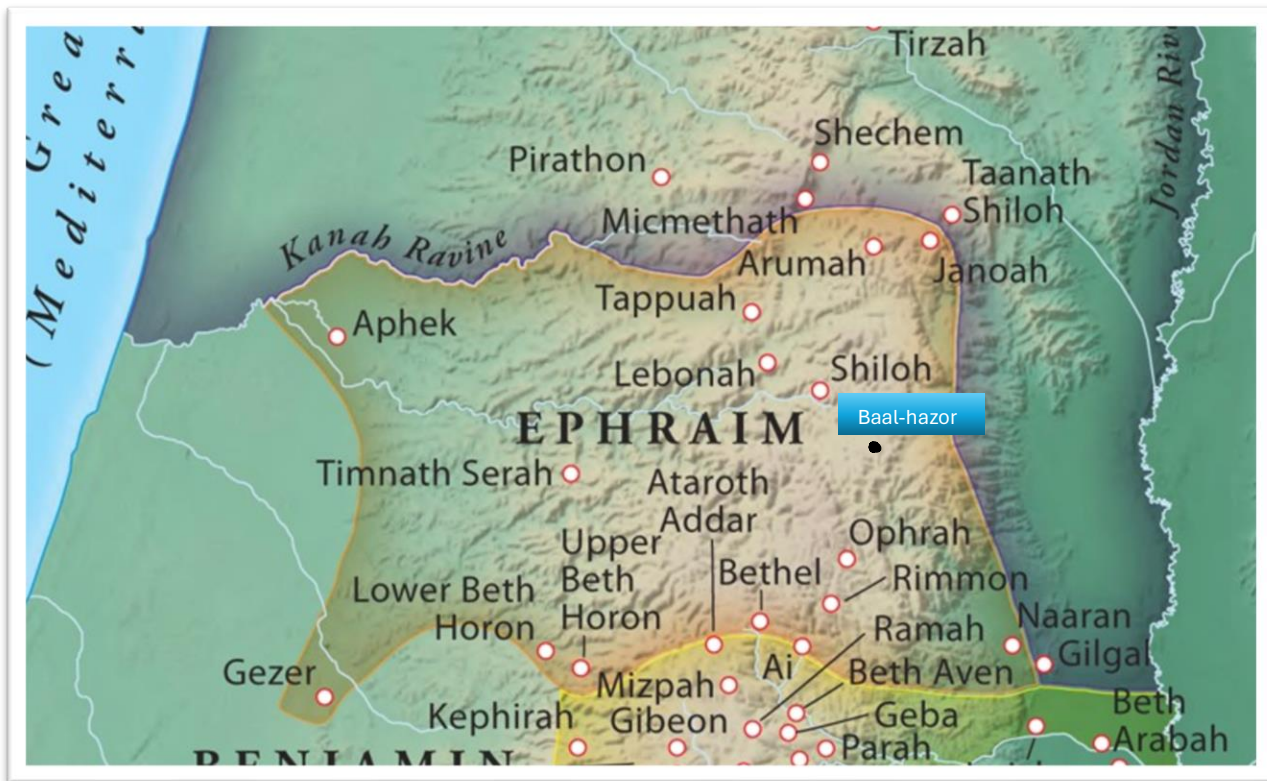 Grea
(Mediterr
Tirzah
Jordan Riv
Shechem
Pirathon
Taanath
Shiloh
Micmethath
Kanah Ravine
Arumah
Janoah
Tappuah
Aphek
Lebonah
Shiloh
Baal-hazor
EPHRAIM
Timnath Serah
Ataroth
Addar
Upper
Beth
Horon
Ophrah
Bethel
Rimmon
Lower Beth
Horon
Naaran
Ramah
Gilgal
Ai
Gezer
Mizpah
Beth Aven
Beth
Arabah
Kephirah
Gibeon
Geba
Parah
BENJAMIN